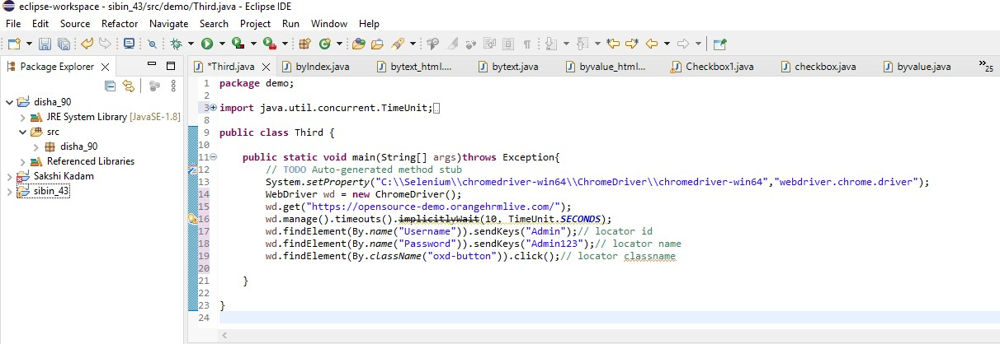 eclipse-workspace - sibin_43/src/demo/Third.java - Eclipse IDE
File Edit Source Refactor Navigate Search Project Run Window Help
Package Explorer
*Third.java byIndex.java bytext_html.... bytext.java byvalue_html... Checkbox1.java checkbox.java byvalue.java »25
disha_90
JRE System Library [JavaSE-1.8]
src
disha_90
Referenced Libraries
Sakshi Kadam
sibin_43
1 package demo;
2
3 import java.util.concurrent.TimeUnit;
8
9 public class Third {
10
11 public static void main(String[] args)throws Exception{
12 // TODO Auto-generated method stub
13 System.setProperty("C:\\Selenium\\chromedriver-win64\\ChromeDriver\\chromedriver-win64","webdriver.chrome.driver");
14 WebDriver wd = new ChromeDriver();
15 wd.get("https://opensource-demo.orangehrmlive.com/");
16 wd.manage().timeouts().implicitlyWait(10, TimeUnit.SECONDS);
17 wd.findElement(By.name("Username")).sendKeys("Admin");// locator id
18 wd.findElement(By.name("Password")).sendKeys("Admin123");// locator name
19 wd.findElement(By.className("oxd-button")).click();// locator classname
20
21 }
22
23 }
24